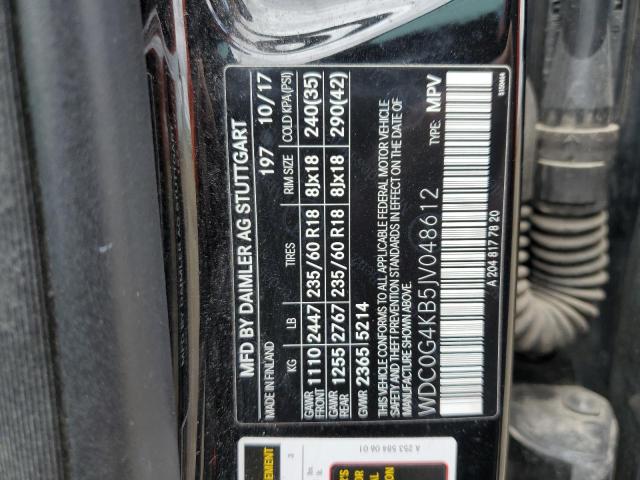 MFD BY DAIMLER AG STUTTGART
MADE IN FINLAND 197 10/17
KG LB TIRES RIM SIZE COLD KPA(PSI)
GAWR FRONT 1110 2447 235/60 R18 8Jx18 240(35)
GAWR REAR 1255 2767 235/60 R18 8Jx18 290(42)
GVWR 2365 5214
THIS VEHICLE CONFORMS TO ALL APPLICABLE FEDERAL MOTOR VEHICLE
SAFETY AND THEFT PREVENTION STANDARDS IN EFFECT ON THE DATE OF
MANUFACTURE SHOWN ABOVE.
WDC0G4KB5JV048612 TYPE: MPV
A 204 817 78 20
A 253 584 06 01